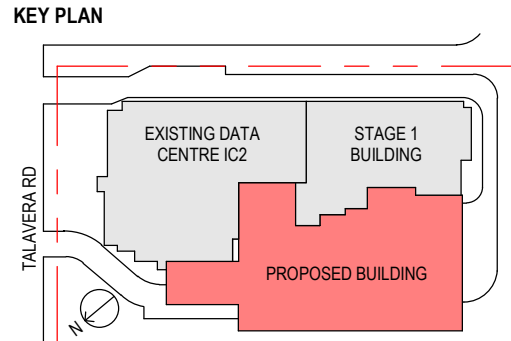 KEY PLAN
EXISTING DATA
CENTRE IC2
STAGE 1
BUILDING
TALAVERA RD
PROPOSED BUILDING
N